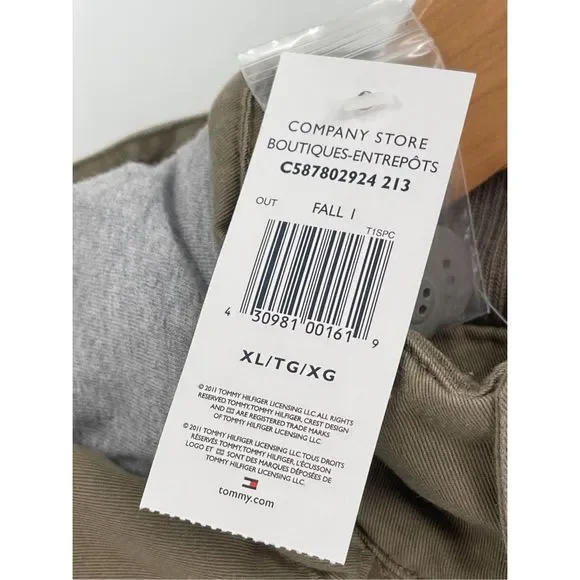 COMPANY STORE
BOUTIQUES-ENTREPÔTS
C587802924 213
OUT FALL 1
T1SPC
4 30981 00161 9
XL/TG/XG
© 2011 TOMMY HILFIGER LICENSING LLC.ALL RIGHTS
RESERVED.TOMMY,TOMMY HILFIGER, CREST DESIGN
AND ARE REGISTERED TRADE MARKS
OF TOMMY HILFIGER LICENSING LLC.
© 2011 TOMMY HILFIGER LICENSING LLC.TOUS DROITS
RÉSERVÉS.TOMMY,TOMMY HILFIGER, L'ÉCUSSON
LOGO ET SONT DES MARQUES DÉPOSÉES DE
TOMMY HILFIGER LICENSING LLC.
tommy.com